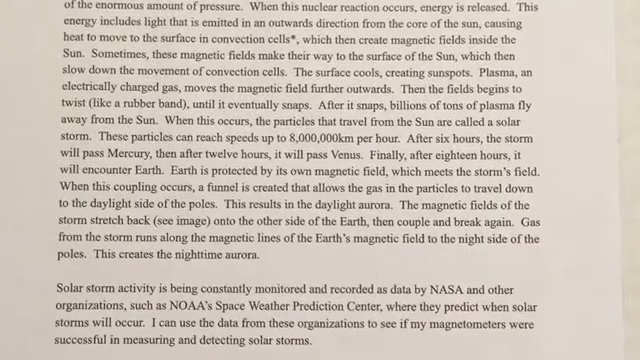 of the enormous amount of pressure. When this nuclear reaction occurs, energy is released. This
energy includes light that is emitted in an outwards direction from the core of the sun, causing
heat to move to the surface in convection cells*, which then create magnetic fields inside the
Sun. Sometimes, these magnetic fields make their way to the surface of the Sun, which then
slow down the movement of convection cells. The surface cools, creating sunspots. Plasma, an
electrically charged gas, moves the magnetic field further outwards. Then the fields begins to
twist (like a rubber band), until it eventually snaps. After it snaps, billions of tons of plasma fly
away from the Sun. When this occurs, the particles that travel from the Sun are called a solar
storm. These particles can reach speeds up to 8,000,000km per hour. After six hours, the storm
will pass Mercury, then after twelve hours, it will pass Venus. Finally, after eighteen hours, it
will encounter Earth. Earth is protected by its own magnetic field, which meets the storm's field.
When this coupling occurs, a funnel is created that allows the gas in the particles to travel down
to the daylight side of the poles. This results in the daylight aurora. The magnetic fields of the
storm stretch back (see image) onto the other side of the Earth, then couple and break again. Gas
from the storm runs along the magnetic lines of the Earth's magnetic field to the night side of the
poles. This creates the nighttime aurora.
Solar storm activity is being constantly monitored and recorded as data by NASA and other
organizations, such as NOAA's Space Weather Prediction Center, where they predict when solar
storms will occur. I can use the data from these organizations to see if my magnetometers were
successful in measuring and detecting solar storms.